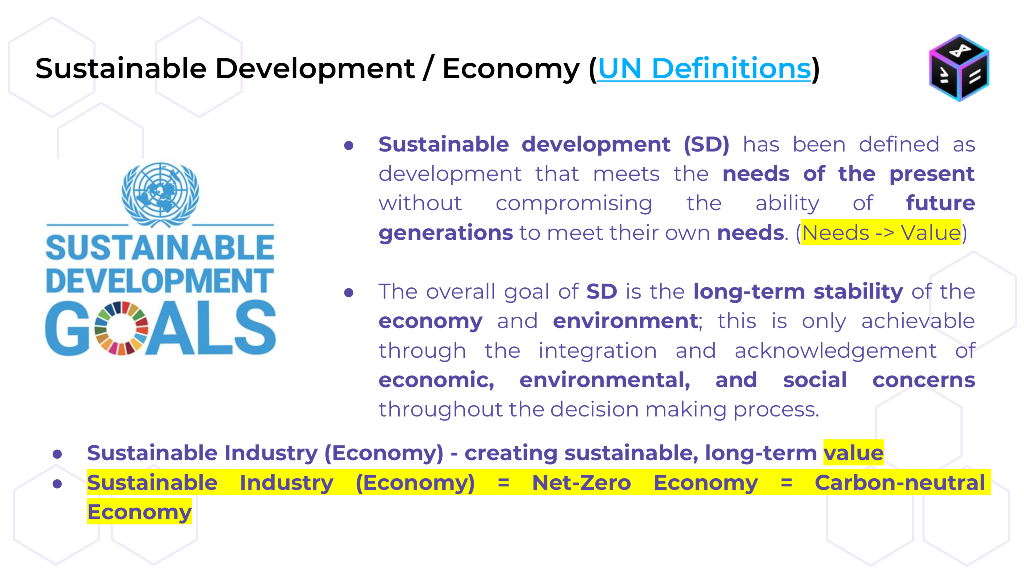 Sustainable Development / Economy (UN Definitions)
SUSTAINABLE
DEVELOPMENT
GOALS
● Sustainable development (SD) has been defined as
development that meets the needs of the present
without compromising the ability of future
generations to meet their own needs. (Needs -> Value)
● The overall goal of SD is the long-term stability of the
economy and environment; this is only achievable
through the integration and acknowledgement of
economic, environmental, and social concerns
throughout the decision making process.
● Sustainable Industry (Economy) - creating sustainable, long-term value
● Sustainable Industry (Economy) = Net-Zero Economy = Carbon-neutral
Economy